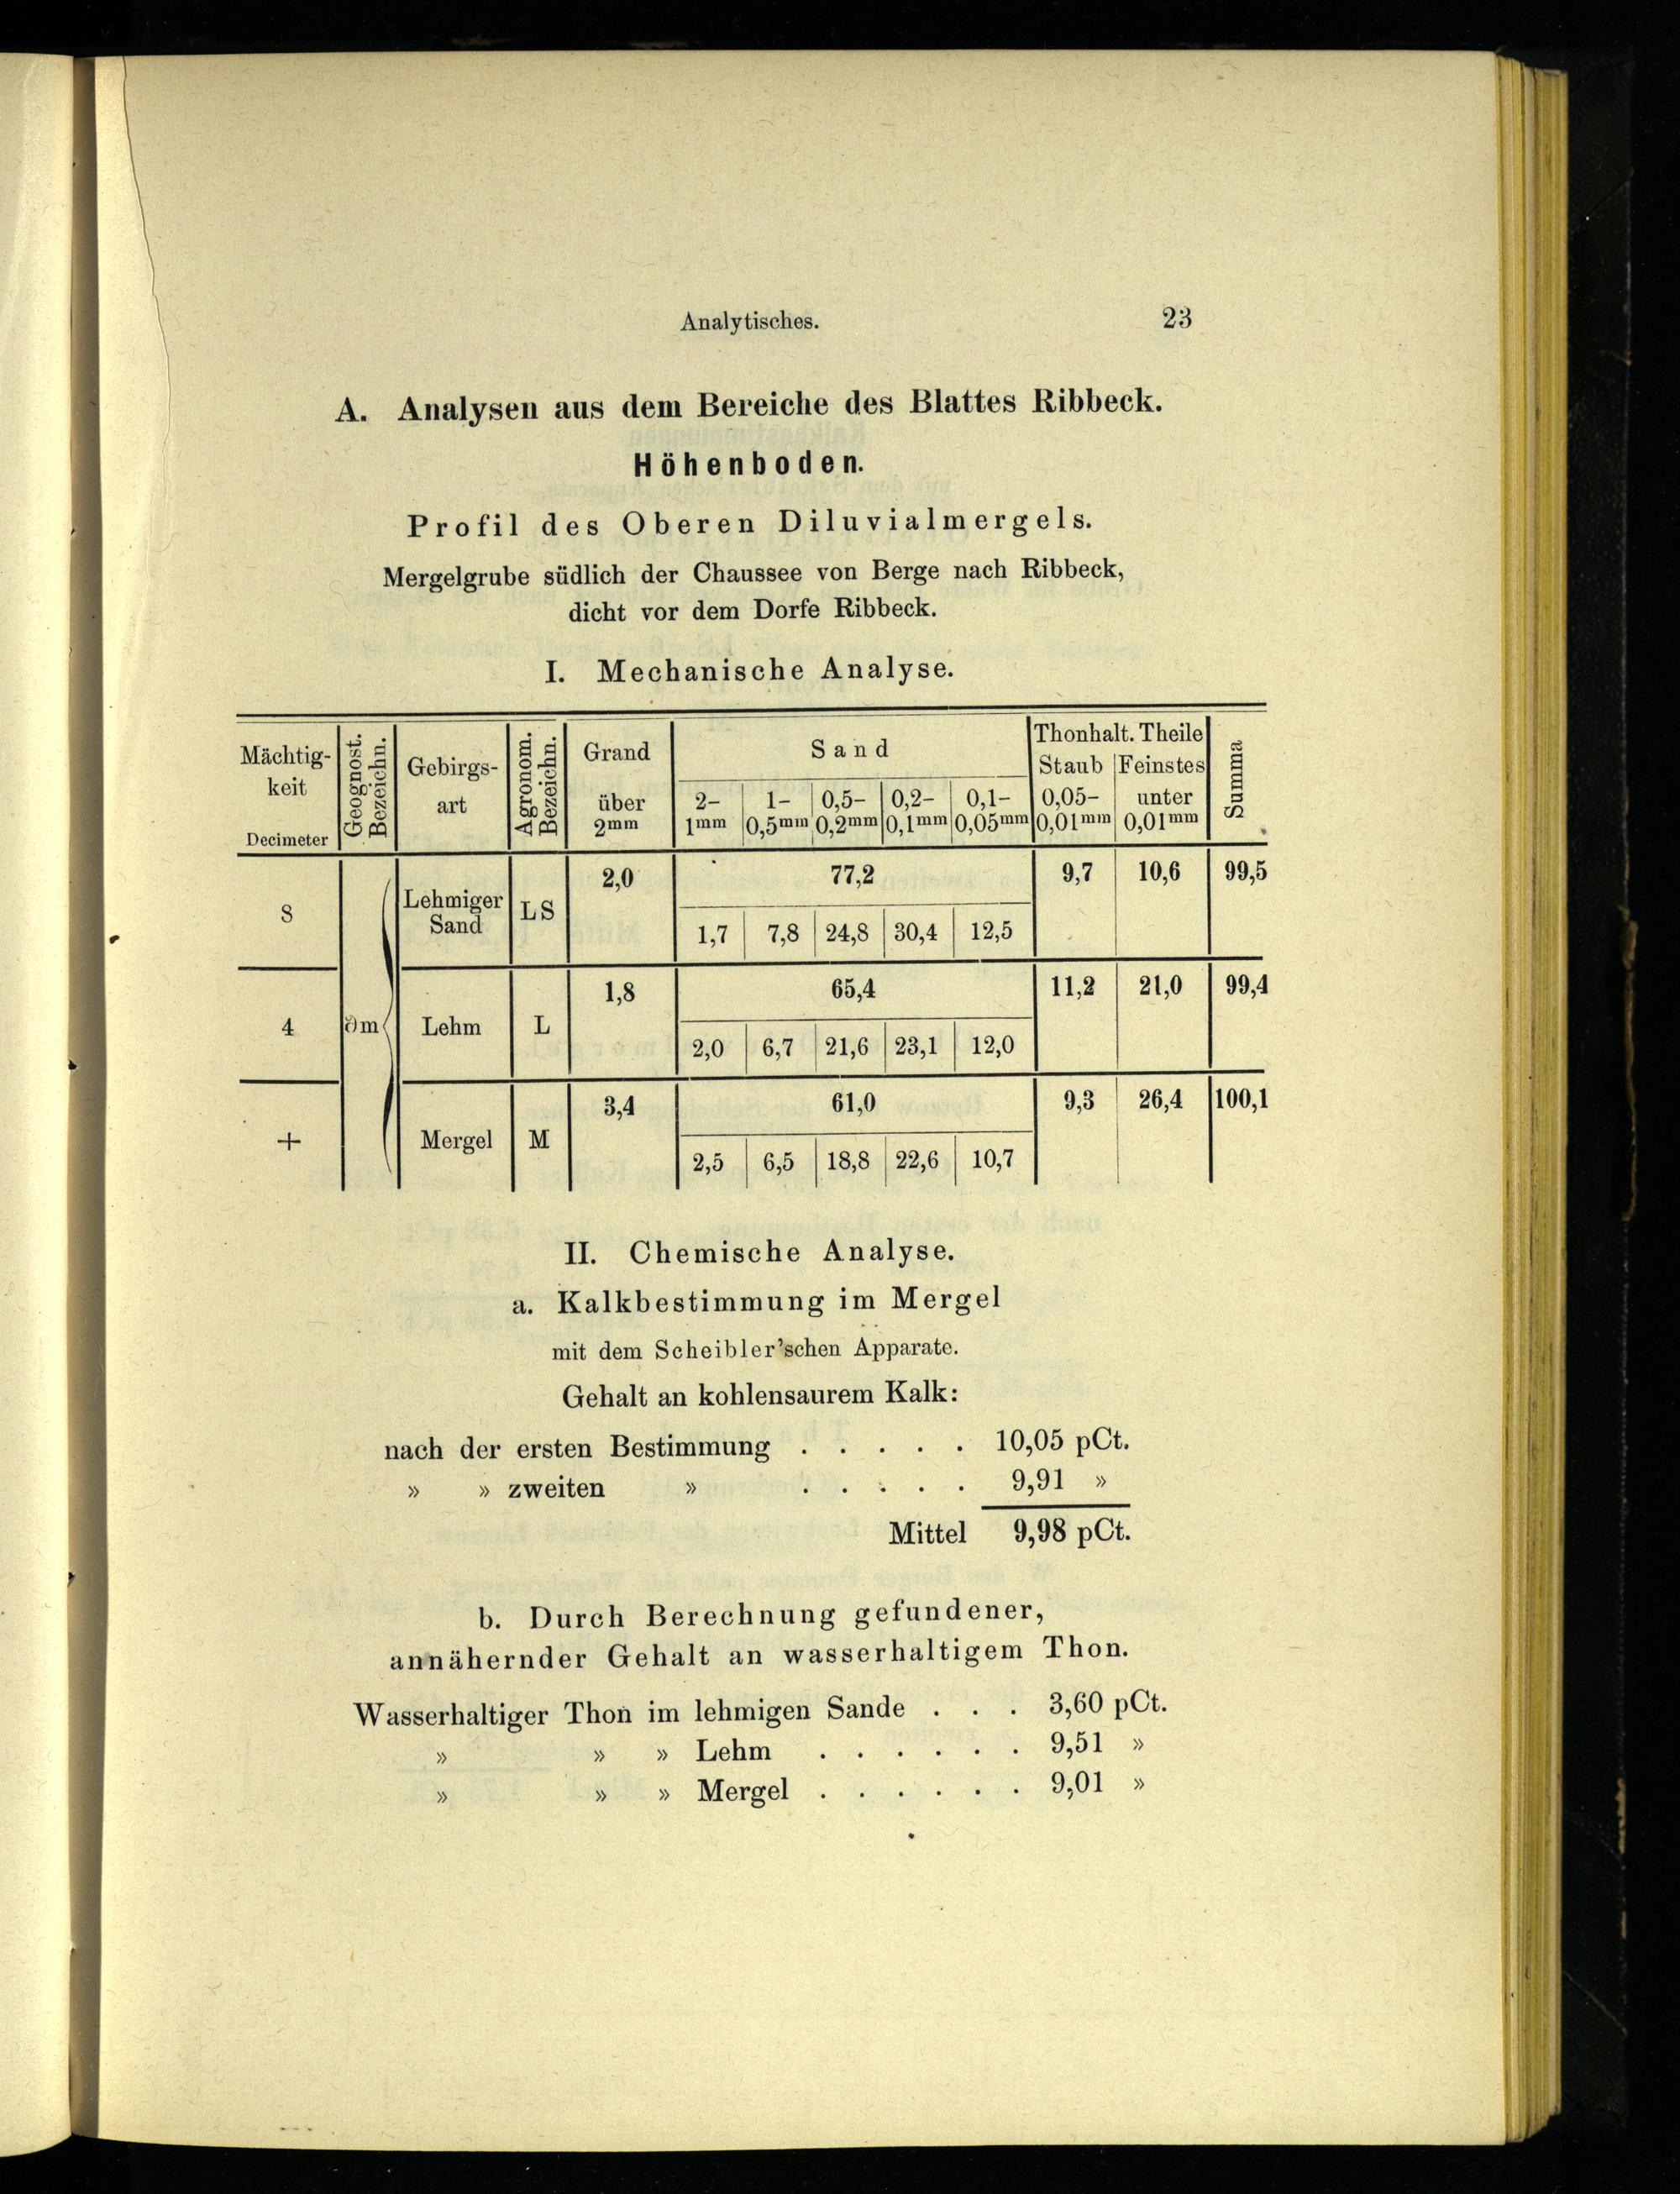 Analytisches. 23
A. Analysen aus dem Bereiche des Blattes Ribbeck.
Höhenboden.
Profil des Oberen Diluvialmergels.
Mergelgrube südlich der Chaussee von Berge nach Ribbeck,
dicht vor dem Dorfe Ribbeck.
I. Mechanische Analyse.
Mächtig-
keit
Decimeter
Geognost.
Bezeichn.
Gebirgs-
art
Agronom.
Bezeichn.
Grand
über
2mm
Sand
2-
1mm
1-
0,5mm
0,5-
0,2mm
0,2-
0,1mm
0,1-
0,05mm
Thonhalt. Theile
Staub
0,05-
0,01mm
Feinstes
unter
0,01mm
Summa
8 Lehmiger Sand LS 2,0 77,2 9,7 10,6 99,5
1,7 7,8 24,8 30,4 12,5
4 ∂m Lehm L 1,8 65,4 11,2 21,0 99,4
2,0 6,7 21,6 23,1 12,0
+ Mergel M 3,4 61,0 9,3 26,4 100,1
2,5 6,5 18,8 22,6 10,7
II. Chemische Analyse.
a. Kalkbestimmung im Mergel
mit dem Scheibler'schen Apparate.
Gehalt an kohlensaurem Kalk:
nach der ersten Bestimmung . . . . . 10,05 pCt.
» » zweiten » . . . . . 9,91 »
Mittel 9,98 pCt.
b. Durch Berechnung gefundener,
annähernder Gehalt an wasserhaltigem Thon.
Wasserhaltiger Thon im lehmigen Sande . . . 3,60 pCt.
» » » Lehm . . . . . . 9,51 »
» » » Mergel . . . . . . 9,01 »